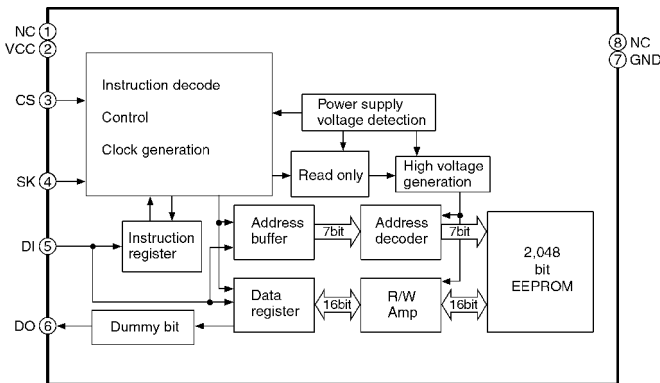 NC 1
VCC 2
CS 3
SK 4
DI 5
DO 6
8 NC
7 GND
Instruction decode
Control
Clock generation
Power supply
voltage detection
Read only
High voltage
generation
Instruction
register
Address
buffer
7bit
Address
decoder
7bit
2,048
bit
EEPROM
Data
register
16bit
R/W
Amp
16bit
Dummy bit